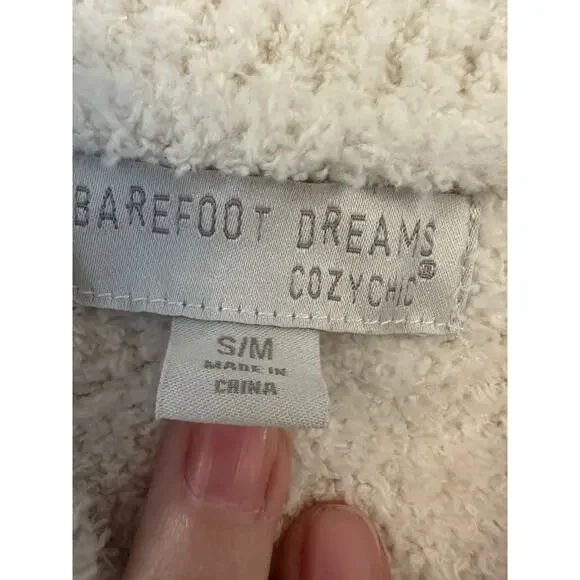 BAREFOOT DREAMS
COZYCHIC®
S/M
MADE IN
CHINA